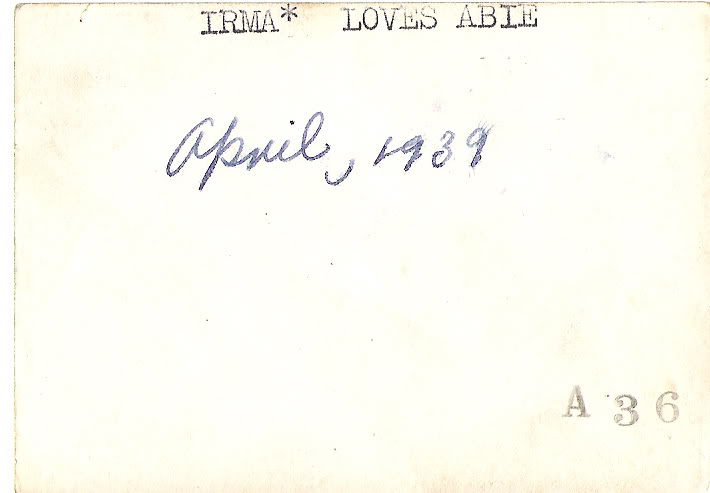 IRMA* LOVES ABIE
April, 1939
A 36